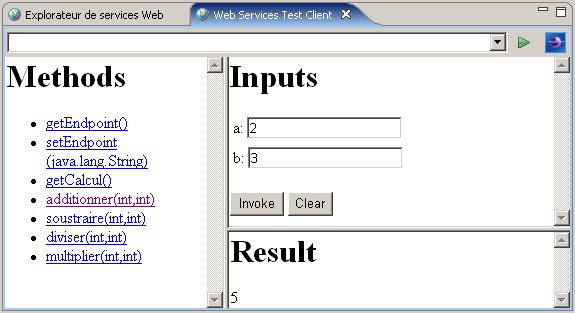 Explorateur de services Web
Web Services Test Client
Methods
getEndpoint()
setEndpoint
(java.lang.String)
getCalcul()
additionner(int,int)
soustraire(int,int)
diviser(int,int)
multiplier(int,int)
Inputs
a: 2
b: 3
Invoke Clear
Result
5